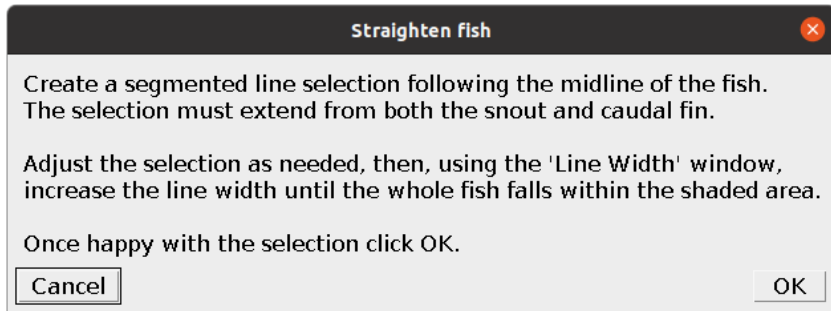 Straighten fish
Create a segmented line selection following the midline of the fish.
The selection must extend from both the snout and caudal fin.
Adjust the selection as needed, then, using the 'Line Width' window,
increase the line width until the whole fish falls within the shaded area.
Once happy with the selection click OK.
Cancel OK